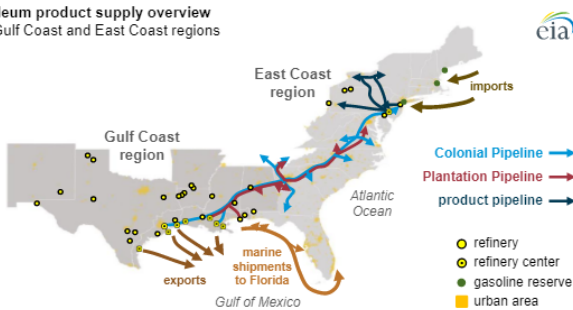 leum product supply overview
Gulf Coast and East Coast regions
eia
East Coast
region
imports
Gulf Coast
region
Colonial Pipeline
Plantation Pipeline
product pipeline
Atlantic
Ocean
refinery
refinery center
gasoline reserve
urban area
marine
shipments
to Florida
exports
Gulf of Mexico